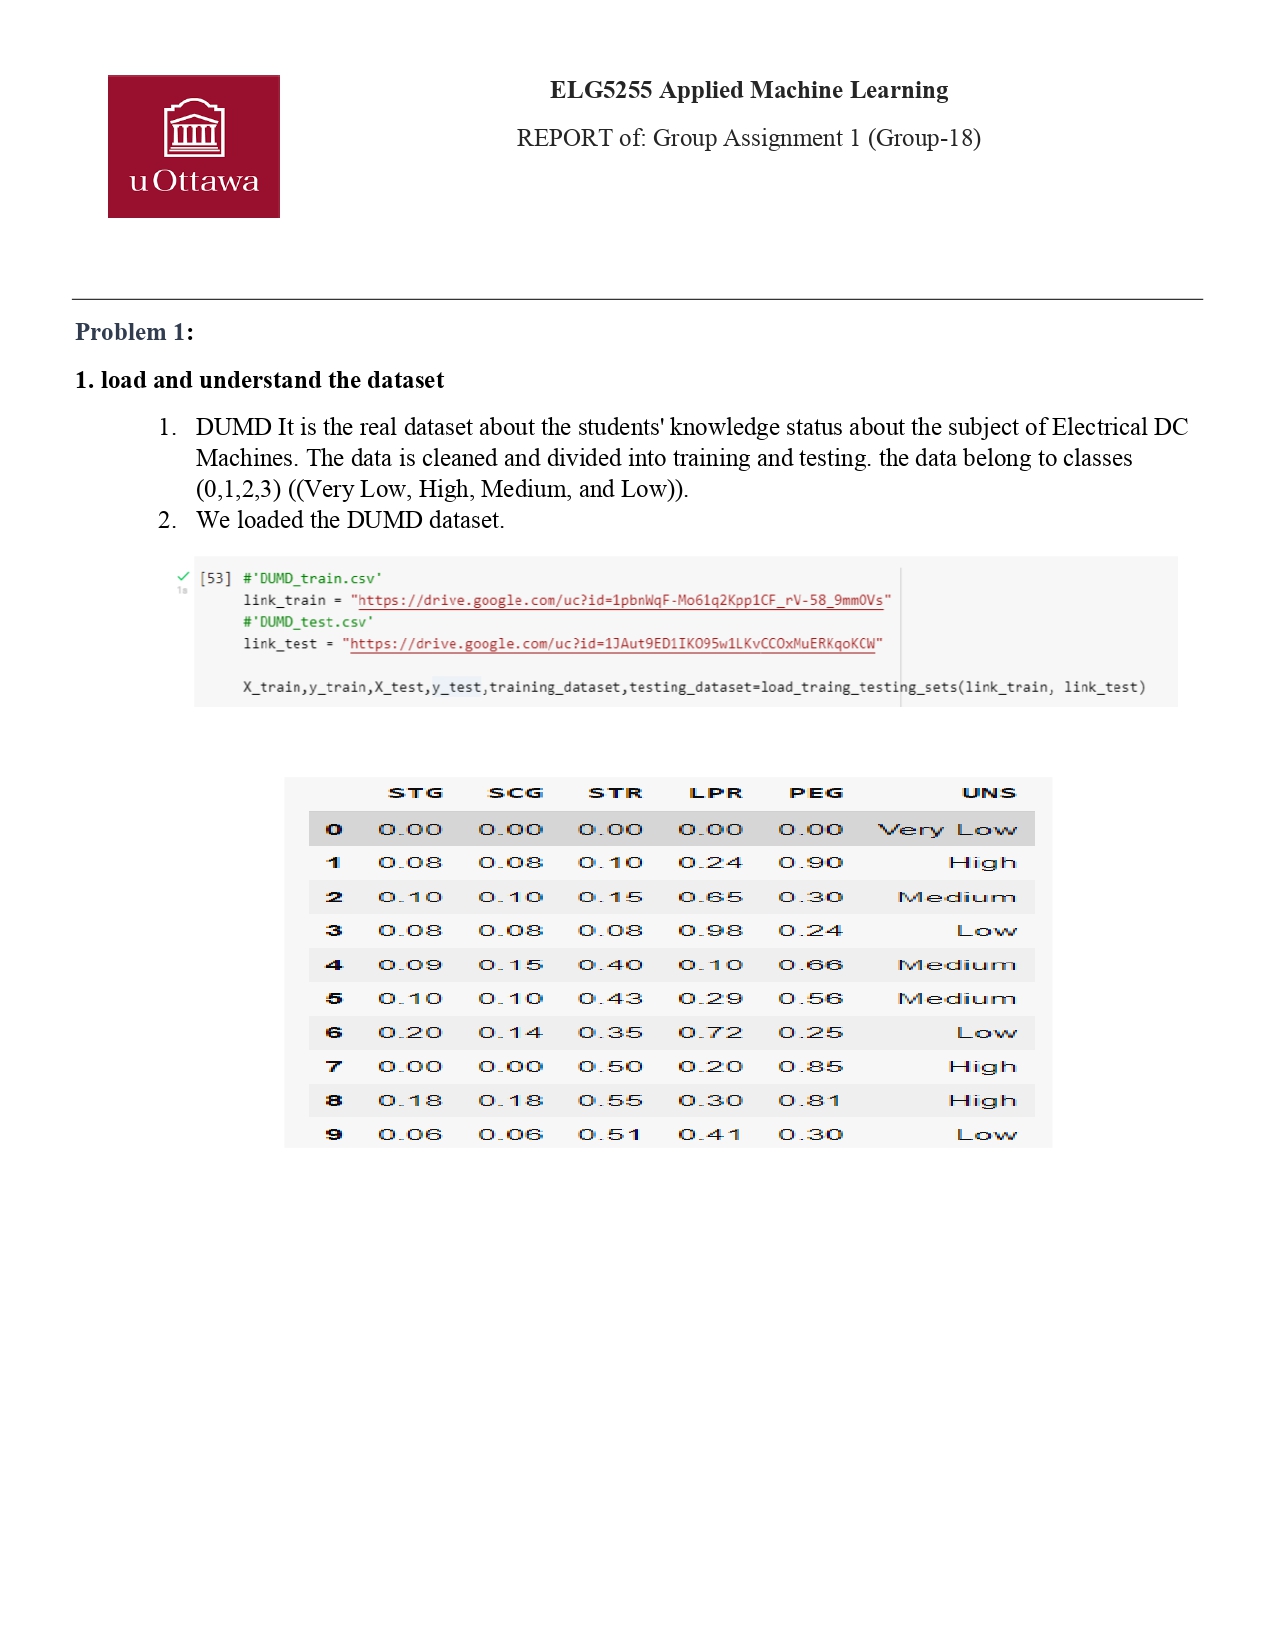 uOttawa
ELG5255 Applied Machine Learning
REPORT of: Group Assignment 1 (Group-18)
Problem 1:
1. load and understand the dataset
1. DUMD It is the real dataset about the students' knowledge status about the subject of Electrical DC
Machines. The data is cleaned and divided into training and testing. the data belong to classes
(0,1,2,3) ((Very Low, High, Medium, and Low)).
2. We loaded the DUMD dataset.
[53] #'DUMD_train.csv'
1s
link_train = "https://drive.google.com/uc?id=1pbnWqF-Mo61q2Kpp1CF_rV-58_9mmOVs"
#'DUMD_test.csv'
link_test = "https://drive.google.com/uc?id=1JAut9ED1IKO95w1LKvCCOxMuERKqoKCW"
X_train,y_train,X_test,y_test,training_dataset,testing_dataset=load_traing_testing_sets(link_train, link_test)
STG SCG STR LPR PEG UNS
0 0.00 0.00 0.00 0.00 0.00 Very Low
1 0.08 0.08 0.10 0.24 0.90 High
2 0.10 0.10 0.15 0.65 0.30 Medium
3 0.08 0.08 0.08 0.98 0.24 Low
4 0.09 0.15 0.40 0.10 0.66 Medium
5 0.10 0.10 0.43 0.29 0.56 Medium
6 0.20 0.14 0.35 0.72 0.25 Low
7 0.00 0.00 0.50 0.20 0.85 High
8 0.18 0.18 0.55 0.30 0.81 High
9 0.06 0.06 0.51 0.41 0.30 Low